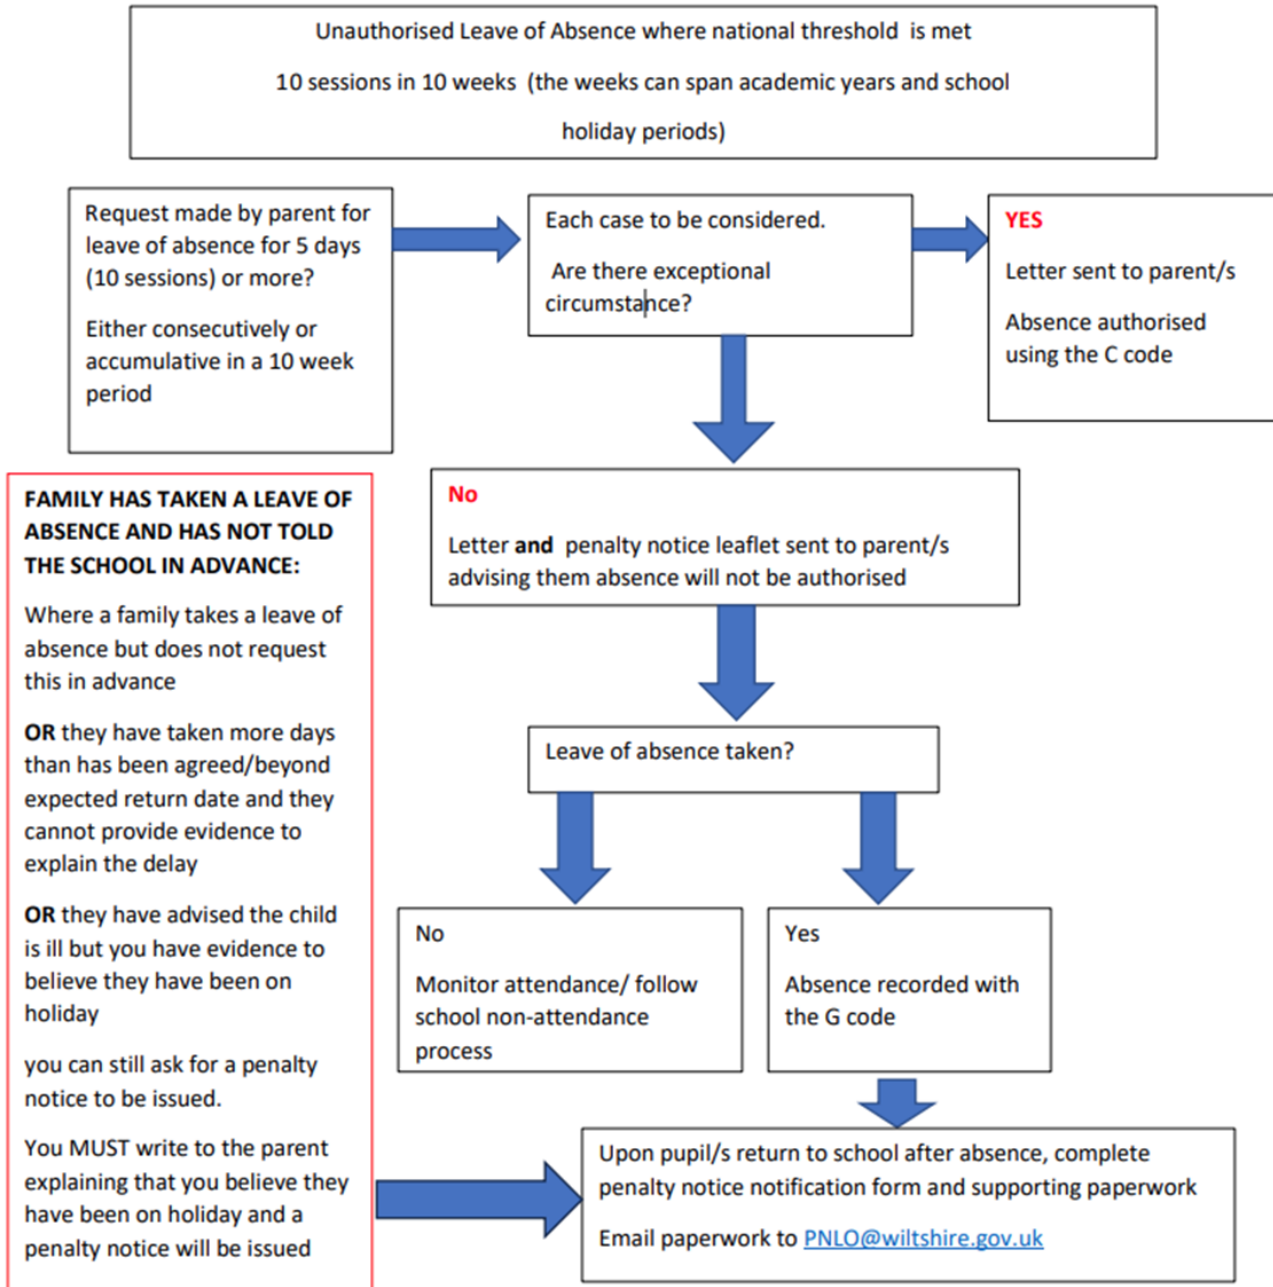 Unauthorised Leave of Absence where national threshold  is met
10 sessions in 10 weeks  (the weeks can span academic years and school
holiday periods)
Request made by parent for
leave of absence for 5 days
(10 sessions) or more?
Either consecutively or
accumulative in a 10 week
period
Each case to be considered.
Are there exceptional
circumstance?
YES
Letter sent to parent/s
Absence authorised
using the C code
No
Letter and  penalty notice leaflet sent to parent/s
advising them absence will not be authorised
Leave of absence taken?
No
Monitor attendance/ follow
school non-attendance
process
Yes
Absence recorded with
the G code
FAMILY HAS TAKEN A LEAVE OF
ABSENCE AND HAS NOT TOLD
THE SCHOOL IN ADVANCE:
Where a family takes a leave of
absence but does not request
this in advance
OR they have taken more days
than has been agreed/beyond
expected return date and they
cannot provide evidence to
explain the delay
OR they have advised the child
is ill but you have evidence to
believe they have been on
holiday
you can still ask for a penalty
notice to be issued.
You MUST write to the parent
explaining that you believe they
have been on holiday and a
penalty notice will be issued
Upon pupil/s return to school after absence, complete
penalty notice notification form and supporting paperwork
Email paperwork to PNLO@wiltshire.gov.uk